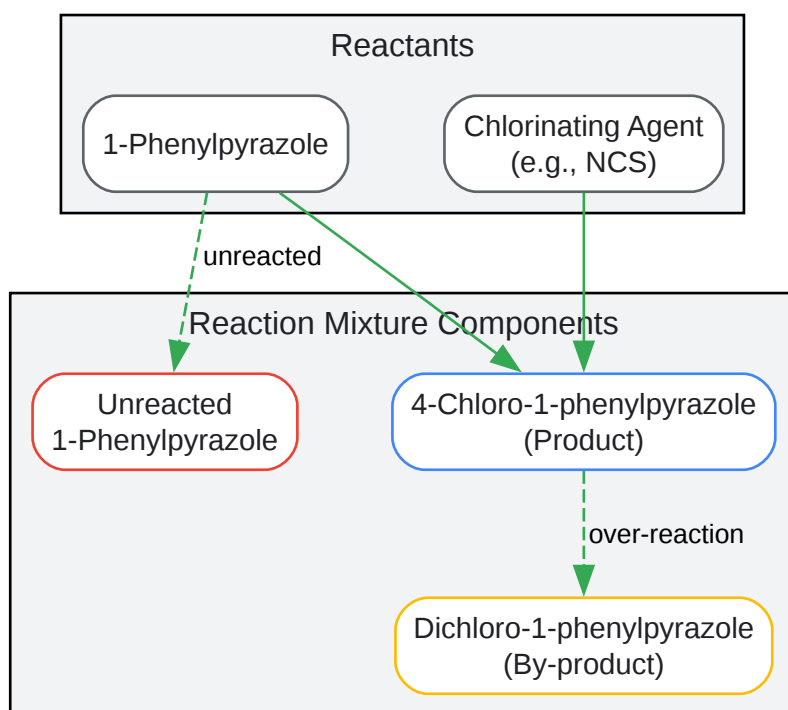 Reactants
1-Phenylpyrazole
Chlorinating Agent
(e.g., NCS)
unreacted
Reaction Mixture Components
Unreacted
1-Phenylpyrazole
4-Chloro-1-phenylpyrazole
(Product)
over-reaction
Dichloro-1-phenylpyrazole
(By-product)